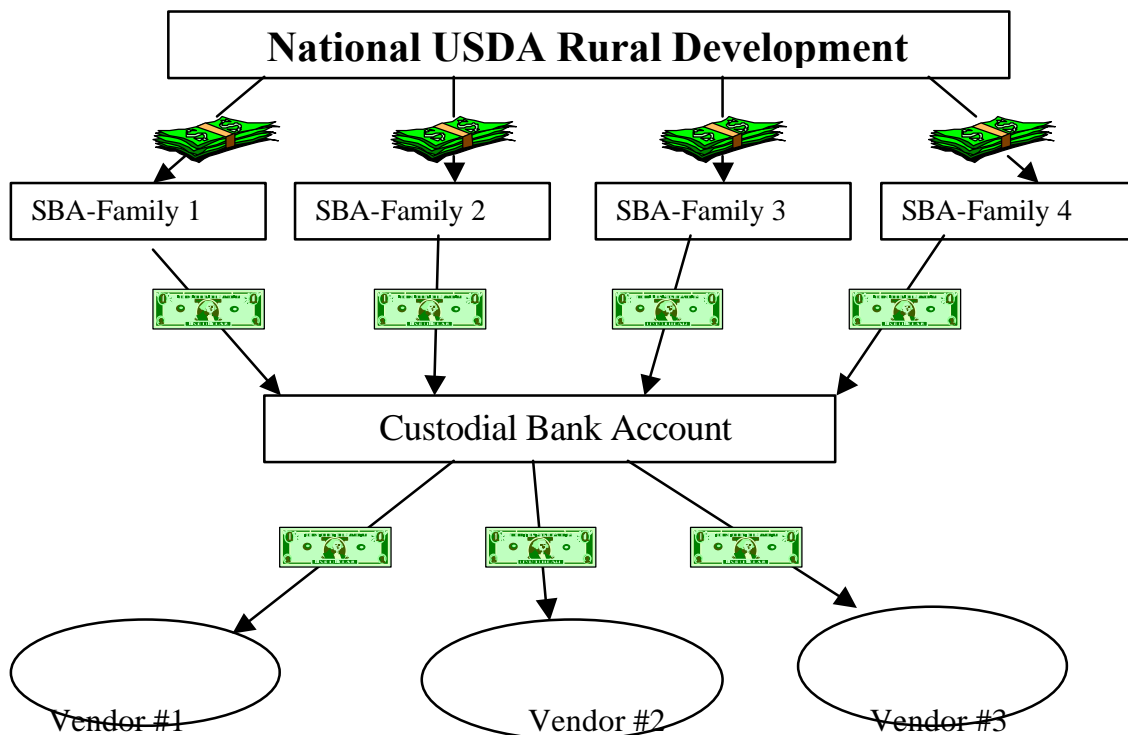 National USDA Rural Development
SBA-Family 1
SBA-Family 2
SBA-Family 3
SBA-Family 4
Custodial Bank Account
Vendor #1
Vendor #2
Vendor #3